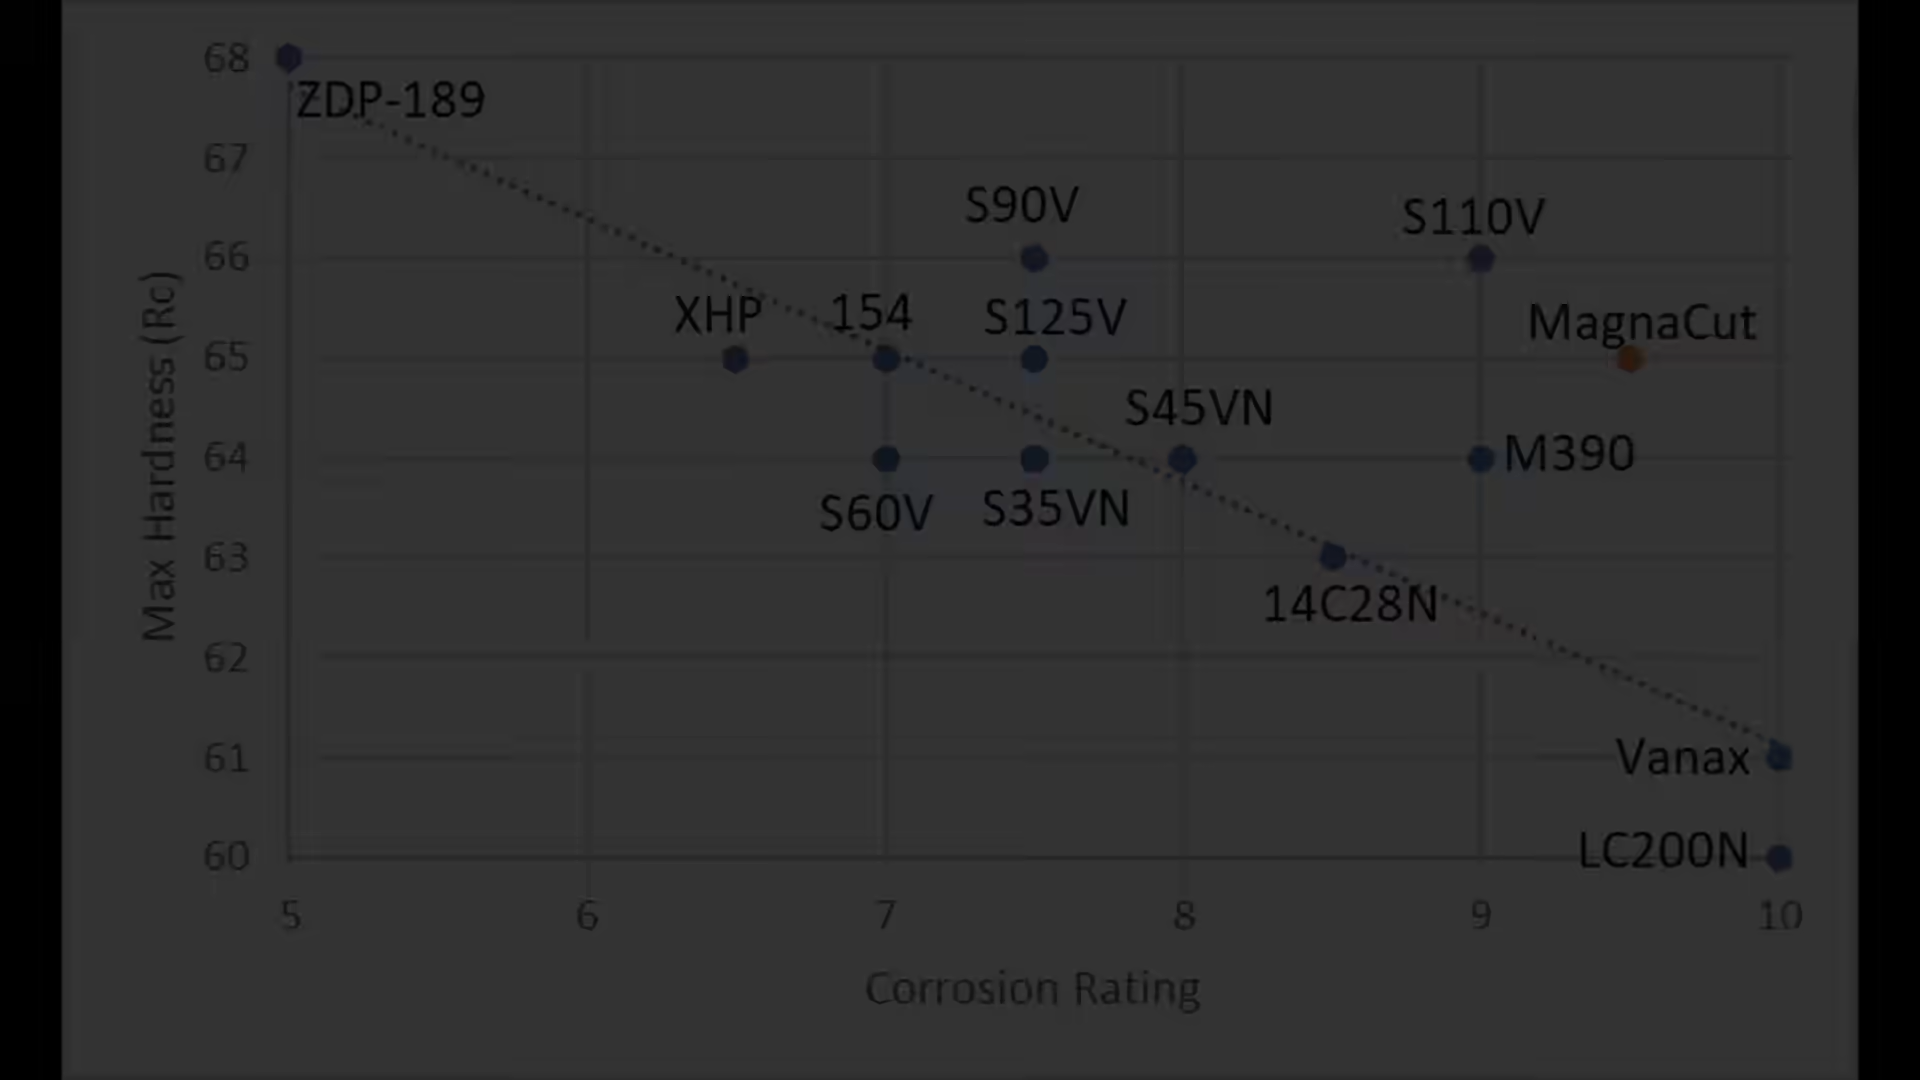 68
ZDP-189
67
S90V
S110V
66
XHP
154
S125V
MagnaCut
65
S45VN
64
M390
S60V
S35VN
63
14C28N
62
61
Vanax
60
LC200N
Max Hardness (Rc)
5
6
7
8
9
10
Corrosion Rating